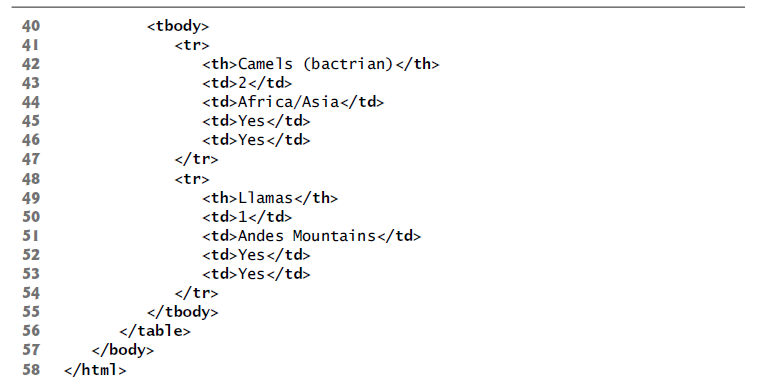 40 <tbody>
41 <tr>
42 <th>Camels (bactrian)</th>
43 <td>2</td>
44 <td>Africa/Asia</td>
45 <td>Yes</td>
46 <td>Yes</td>
47 </tr>
48 <tr>
49 <th>Llamas</th>
50 <td>1</td>
51 <td>Andes Mountains</td>
52 <td>Yes</td>
53 <td>Yes</td>
54 </tr>
55 </tbody>
56 </table>
57 </body>
58 </html>